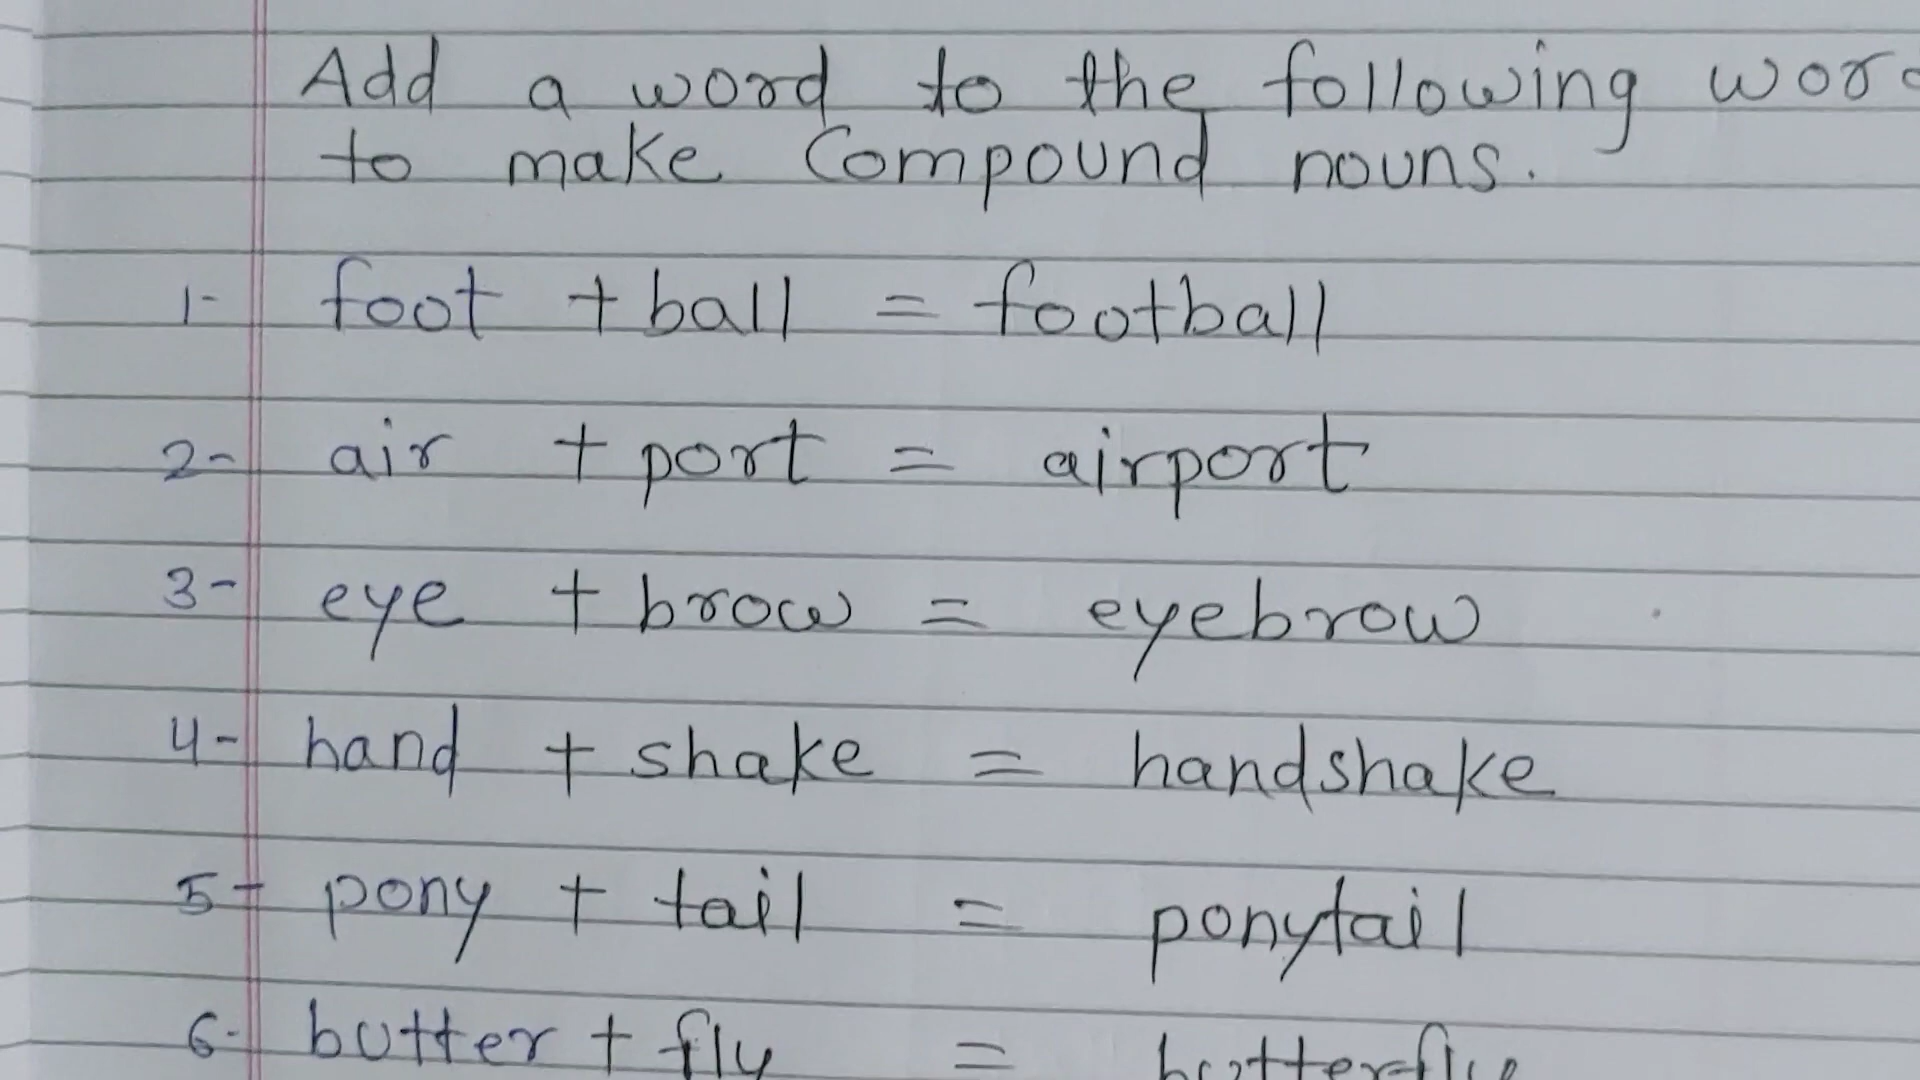 Add a word to the following
to make Compound nouns.
1- foot + ball = football
2- air + port = airport
3- eye + brow = eyebrow
4- hand + shake = handshake
5- pony + tail = ponytail
6- butter + fly = butterfly